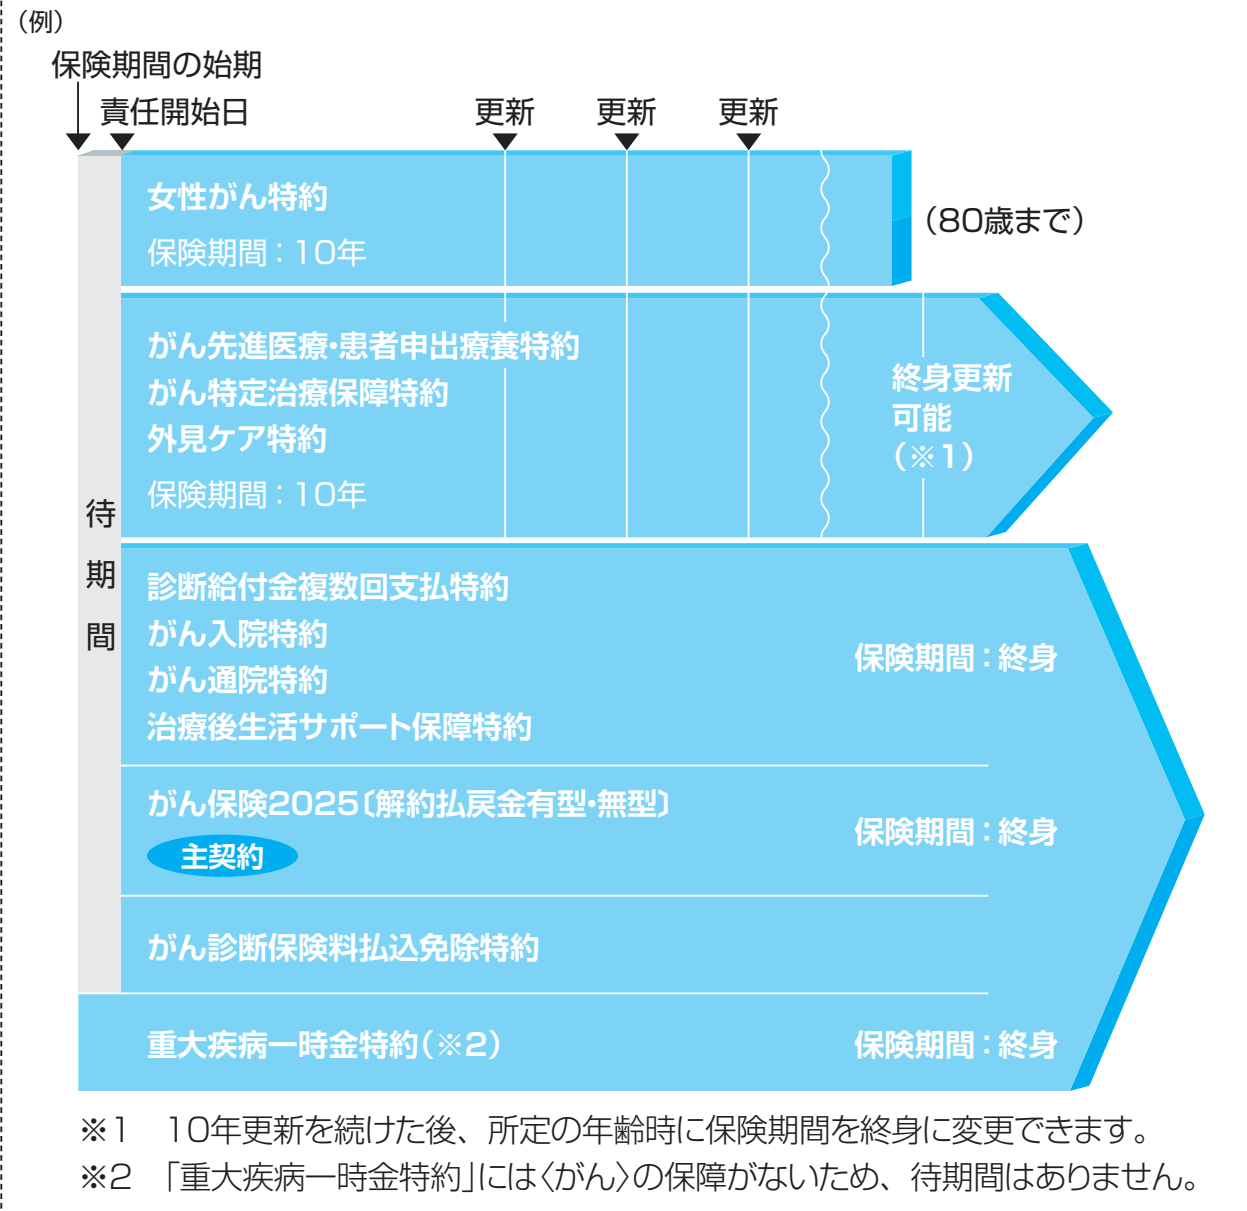 （例）
保険期間の始期
責任開始日
更新
更新
更新
女性がん特約
保険期間：10年
（80歳まで）
がん先進医療・患者申出療養特約
がん特定治療保障特約
外見ケア特約
保険期間：10年
終身更新
可能
（※1）
待期間
診断給付金複数回支払特約
がん入院特約
がん通院特約
治療後生活サポート保障特約
保険期間：終身
がん保険2025〔解約払戻金有型・無型〕
主契約
保険期間：終身
がん診断保険料払込免除特約
重大疾病一時金特約（※2）
保険期間：終身
※1　10年更新を続けた後、所定の年齢時に保険期間を終身に変更できます。
※2　「重大疾病一時金特約」には〈がん〉の保障がないため、待期間はありません。